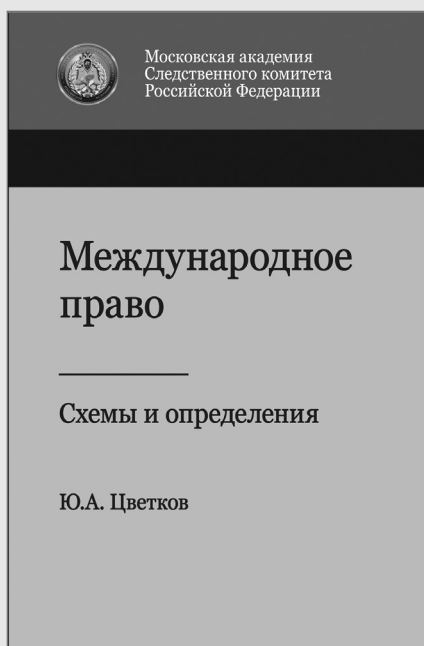 Московская академия
Следственного комитета
Российской Федерации
Международное
право
Схемы и определения
Ю.А. Цветков